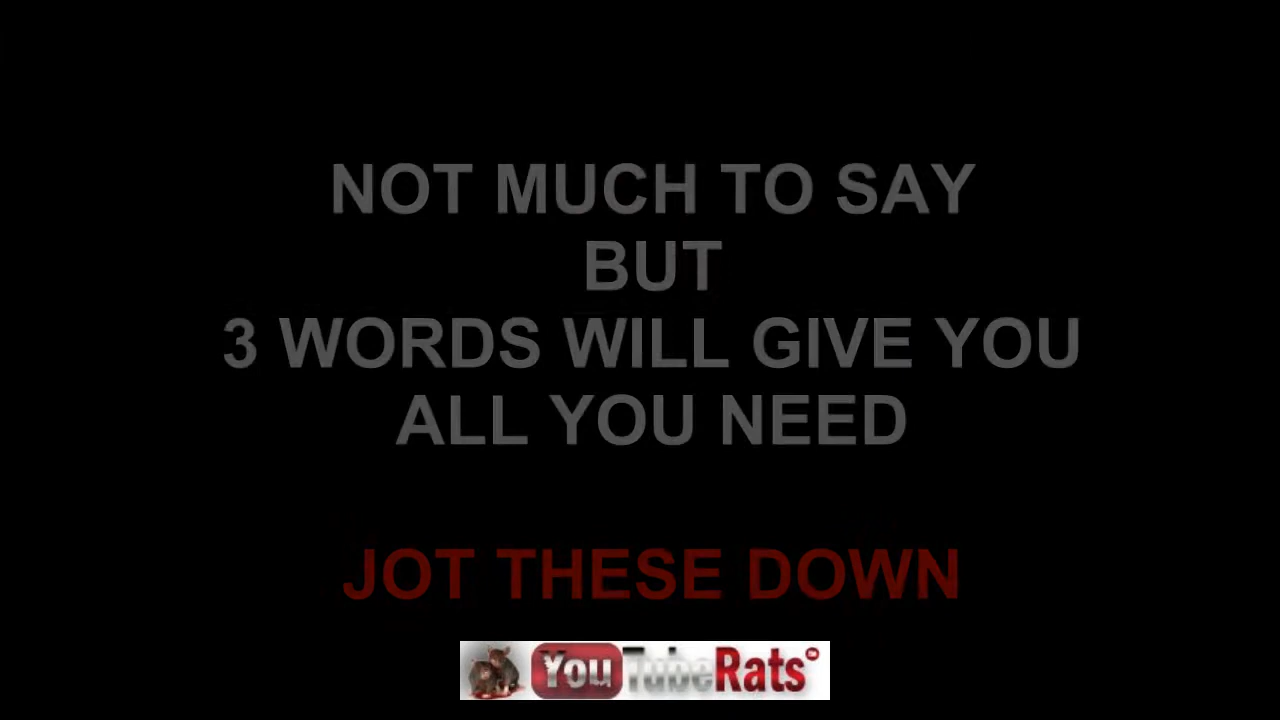 NOT MUCH TO SAY
BUT
3 WORDS WILL GIVE YOU
ALL YOU NEED
JOT THESE DOWN
YouTubeRats